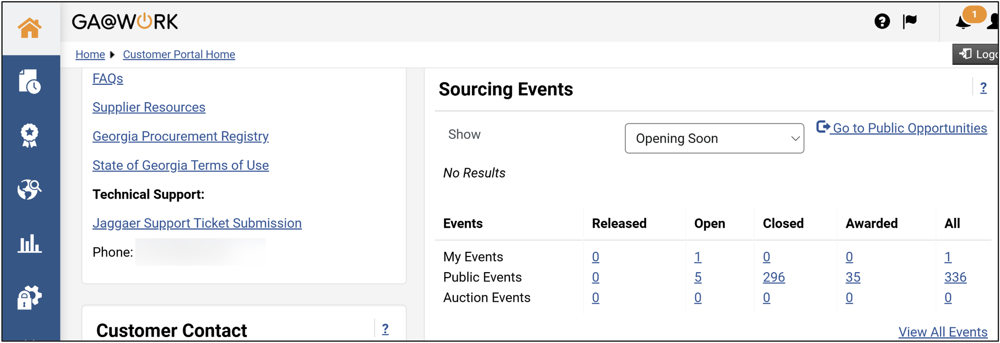 GA@WORK
1
Home Customer Portal Home
FAQs
Supplier Resources
Georgia Procurement Registry
State of Georgia Terms of Use
Technical Support:
Jaggaer Support Ticket Submission
Phone:
Customer Contact ?
Sourcing Events ?
Show Opening Soon Go to Public Opportunities
No Results
Events Released Open Closed Awarded All
My Events 0 1 0 0 1
Public Events 0 5 296 35 336
Auction Events 0 0 0 0 0
View All Events